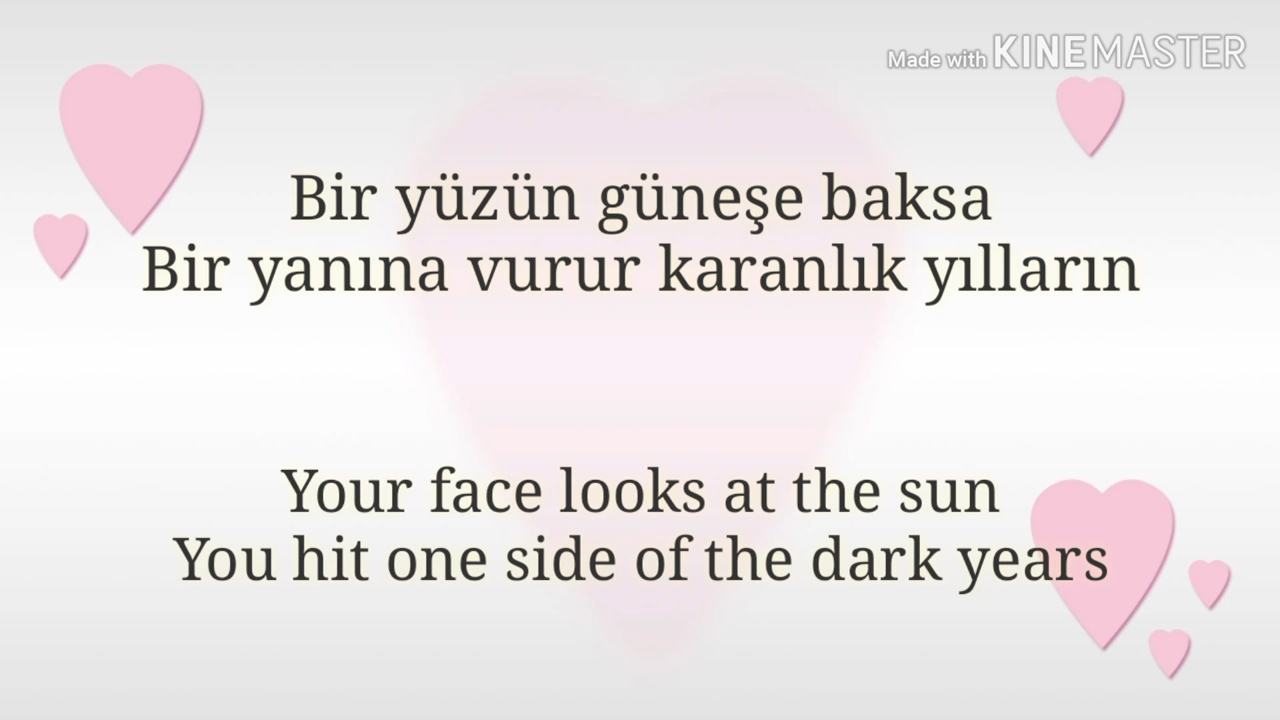 Made with KINEMASTER
Bir yüzün güneşe baksa
Bir yanına vurur karanlık yılların
Your face looks at the sun
You hit one side of the dark years